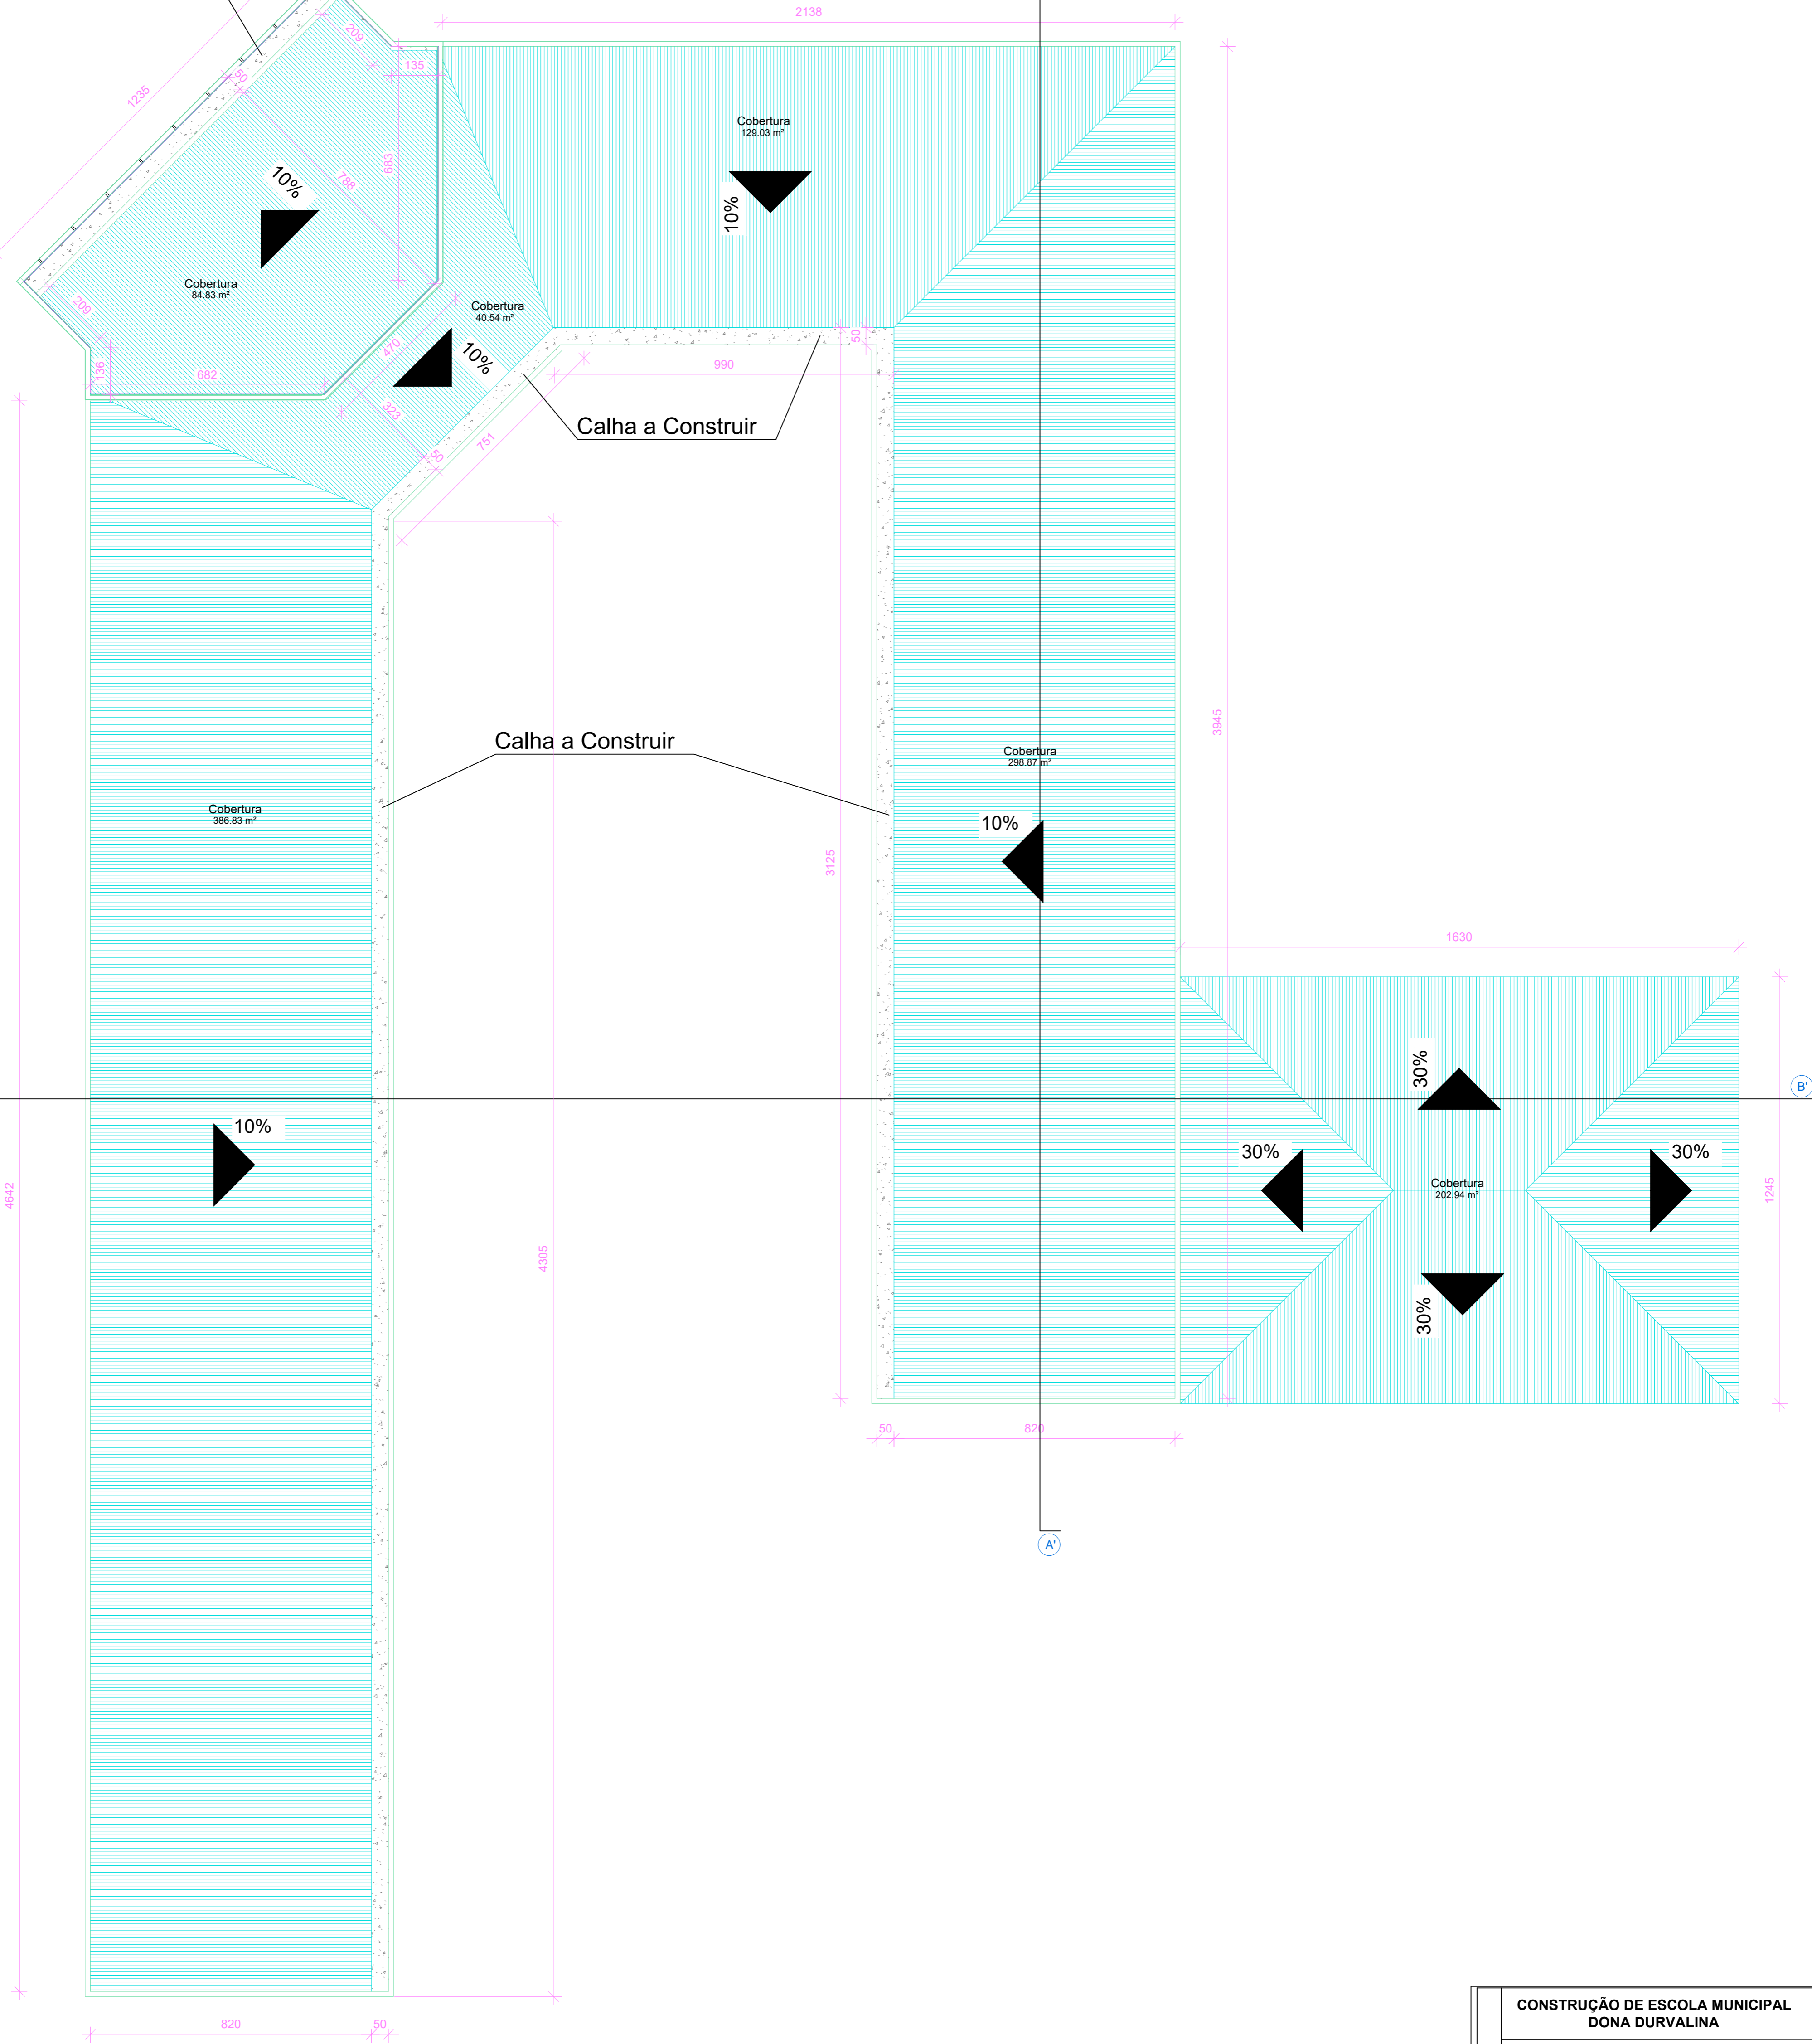 2138
209
135
50
1235
Cobertura
129.03 m²
683
788
10%
10%
Cobertura
84.83 m²
Cobertura
40.54 m²
209
136
682
470
10%
50
990
323
Calha a Construir
751
50
3945
Calha a Construir
Cobertura
298.87 m²
Cobertura
386.83 m²
10%
3125
1630
30%
B'
10%
30%
30%
Cobertura
202.94 m²
4642
1245
4305
30%
50
820
A'
CONSTRUÇÃO DE ESCOLA MUNICIPAL
DONA DURVALINA
820
50